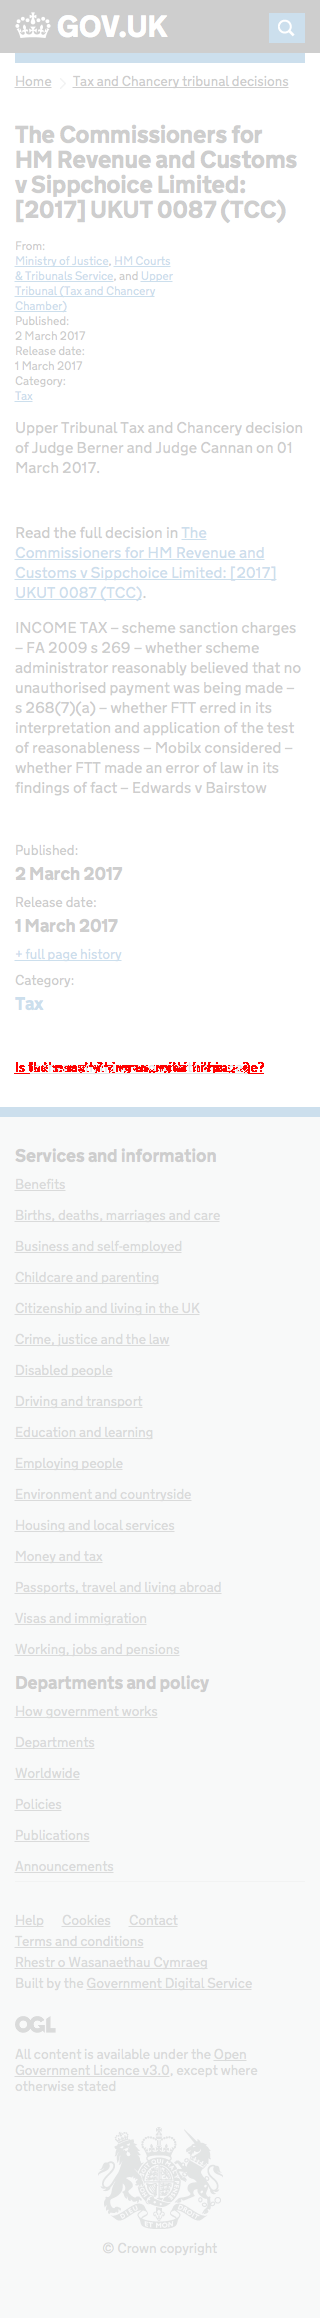 GOV.UK
Home
Tax and Chancery tribunal decisions
The Commissioners for
HM Revenue and Customs
v Sippchoice Limited:
[2017] UKUT 0087 (TCC)
From:
Ministry of Justice, HM Courts
& Tribunals Service, and Upper
Tribunal (Tax and Chancery
Chamber)
Published:
2 March 2017
Release date:
1 March 2017
Category:
Tax
Upper Tribunal Tax and Chancery decision
of Judge Berner and Judge Cannan on 01
March 2017.
Read the full decision in The
Commissioners for HM Revenue and
Customs v Sippchoice Limited: [2017]
UKUT 0087 (TCC).
INCOME TAX – scheme sanction charges
– FA 2009 s 269 – whether scheme
administrator reasonably believed that no
unauthorised payment was being made –
s 268(7)(a) – whether FTT erred in its
interpretation and application of the test
of reasonableness – Mobilx considered –
whether FTT made an error of law in its
findings of fact – Edwards v Bairstow
Published:
2 March 2017
Release date:
1 March 2017
+ full page history
Category:
Tax
Is page?
Services and information
Benefits
Births, deaths, marriages and care
Business and self-employed
Childcare and parenting
Citizenship and living in the UK
Crime, justice and the law
Disabled people
Driving and transport
Education and learning
Employing people
Environment and countryside
Housing and local services
Money and tax
Passports, travel and living abroad
Visas and immigration
Working, jobs and pensions
Departments and policy
How government works
Departments
Worldwide
Policies
Publications
Announcements
Help Cookies Contact
Terms and conditions
Rhestr o Wasanaethau Cymraeg
Built by the Government Digital Service
OGL
All content is available under the Open
Government Licence v3.0, except where
otherwise stated
© Crown copyright